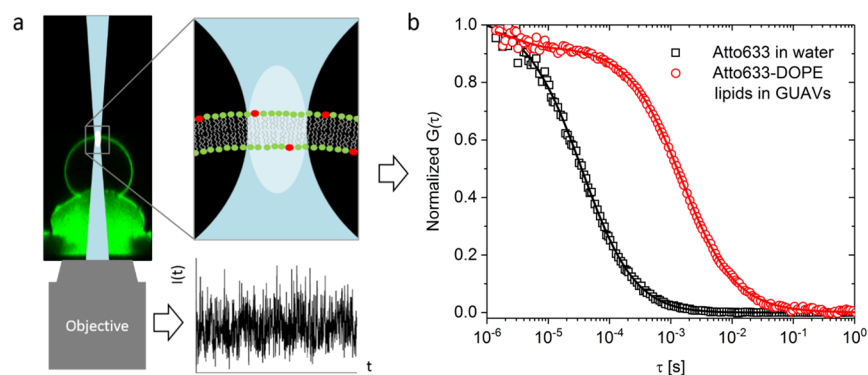 a
Objective
I(t)
t
b
Normalized G(τ)
1.0
0.8
0.6
0.4
0.2
0.0
Atto633 in water
Atto633-DOPE
lipids in GUAVs
10⁻⁶ 10⁻⁵ 10⁻⁴ 10⁻³ 10⁻² 10⁻¹ 10⁰
τ [s]